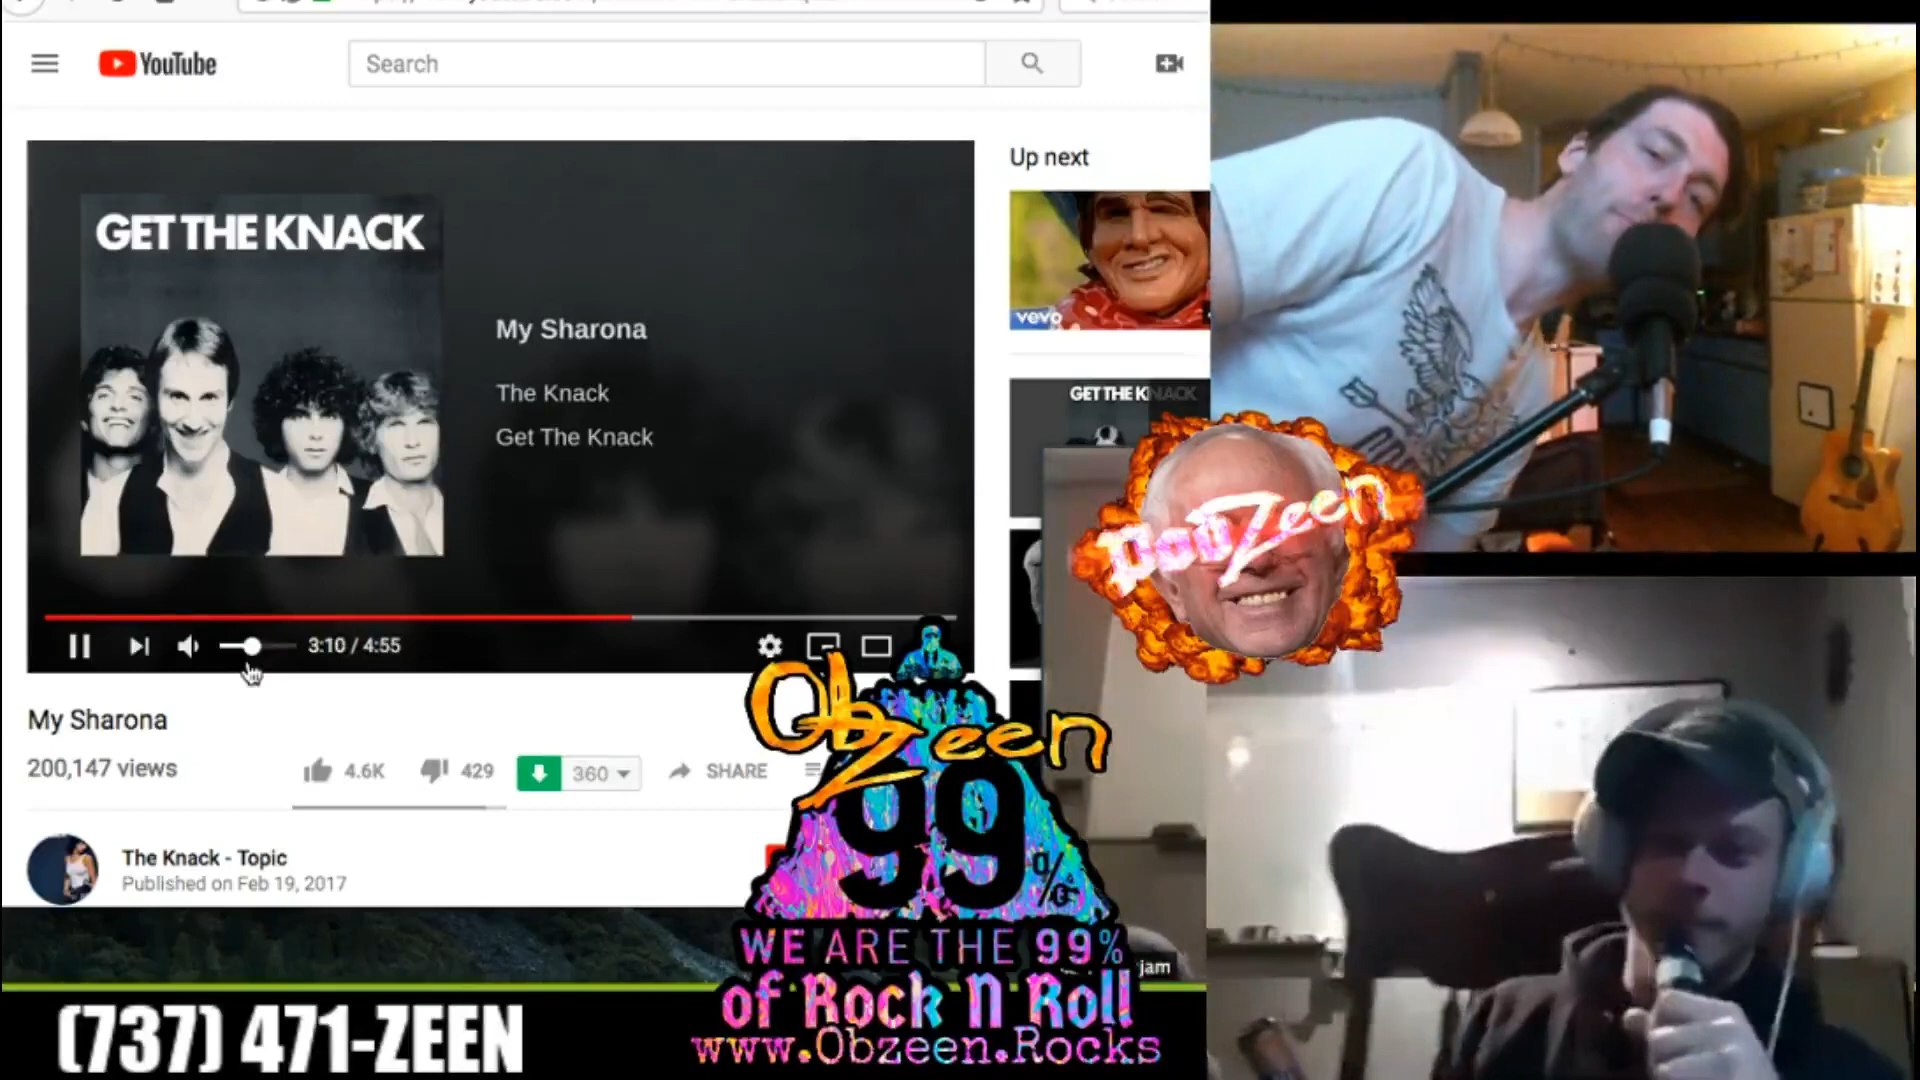 YouTube
Search
Up next
GET THE KNACK
My Sharona
The Knack
Get The Knack
vevo
GET THE KNACK
PodZeen
3:10 / 4:55
My Sharona
200,147 views
4.6K
429
360
SHARE
The Knack - Topic
Published on Feb 19, 2017
ObZeen
99%
WE ARE THE 99%
of Rock N Roll
www.Obzeen.Rocks
jam
(737) 471-ZEEN